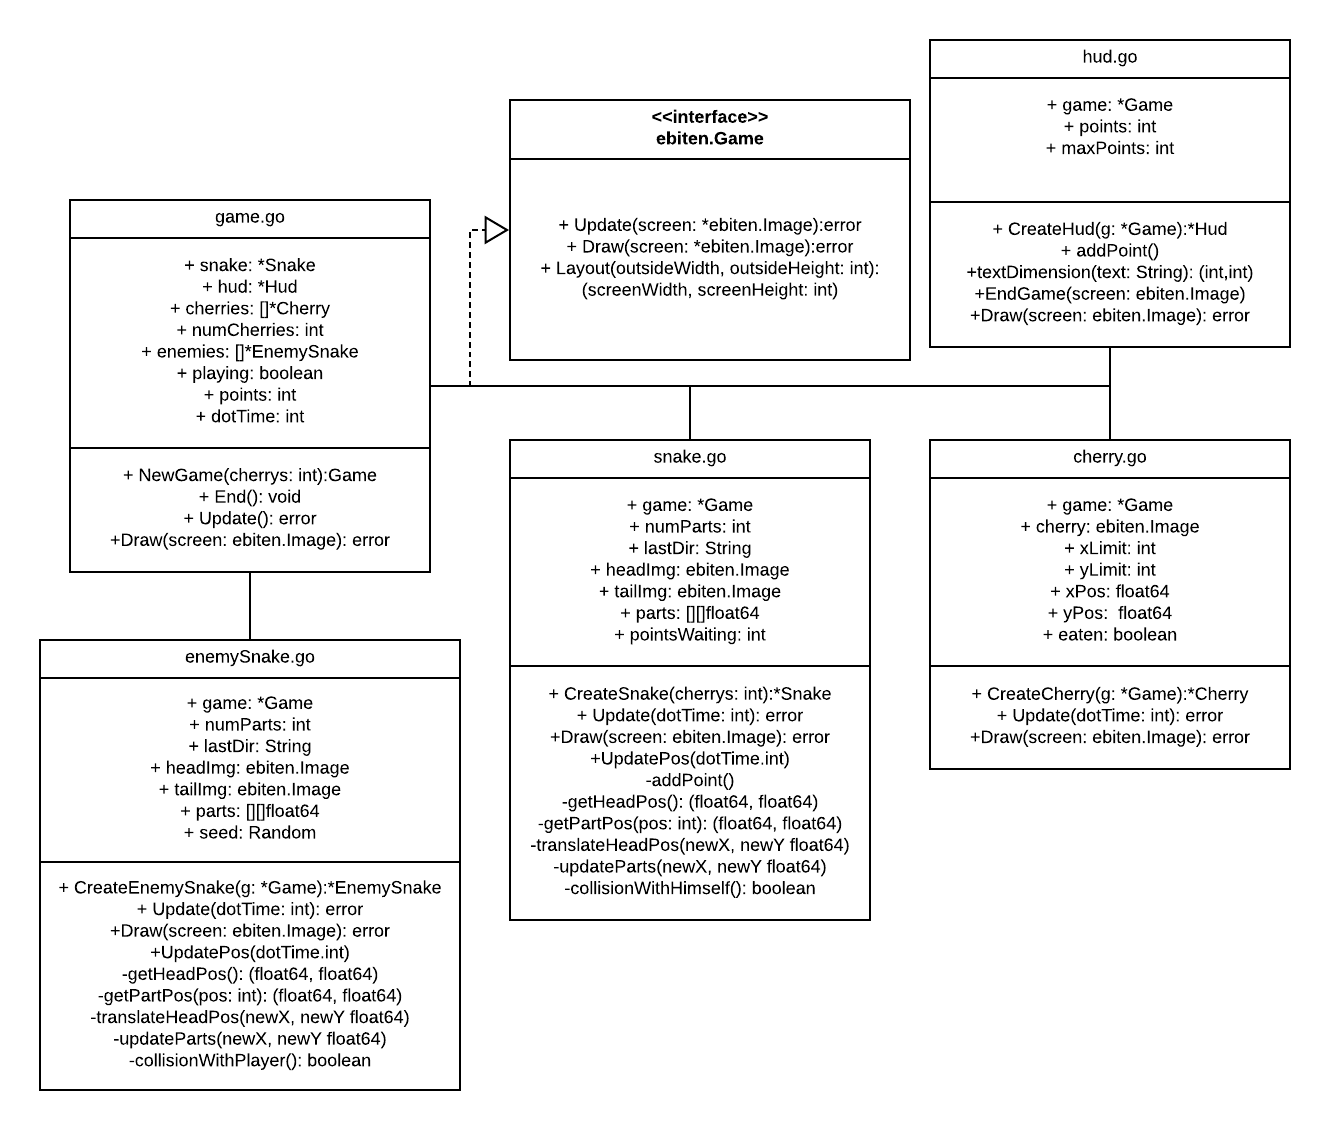 game.go
+ snake: *Snake
+ hud: *Hud
+ cherries: []*Cherry
+ numCherries: int
+ enemies: []*EnemySnake
+ playing: boolean
+ points: int
+ dotTime: int
+ NewGame(cherrys: int):Game
+ End(): void
+ Update(): error
+Draw(screen: ebiten.Image): error
<<interface>>
ebiten.Game
+ Update(screen: *ebiten.Image):error
+ Draw(screen: *ebiten.Image):error
+ Layout(outsideWidth, outsideHeight: int):
(screenWidth, screenHeight: int)
hud.go
+ game: *Game
+ points: int
+ maxPoints: int
+ CreateHud(g: *Game):*Hud
+ addPoint()
+textDimension(text: String): (int,int)
+EndGame(screen: ebiten.Image)
+Draw(screen: ebiten.Image): error
enemySnake.go
+ game: *Game
+ numParts: int
+ lastDir: String
+ headImg: ebiten.Image
+ tailImg: ebiten.Image
+ parts: [][]float64
+ seed: Random
+ CreateEnemySnake(g: *Game):*EnemySnake
+ Update(dotTime: int): error
+Draw(screen: ebiten.Image): error
+UpdatePos(dotTime.int)
-getHeadPos(): (float64, float64)
-getPartPos(pos: int): (float64, float64)
-translateHeadPos(newX, newY float64)
-updateParts(newX, newY float64)
-collisionWithPlayer(): boolean
snake.go
+ game: *Game
+ numParts: int
+ lastDir: String
+ headImg: ebiten.Image
+ tailImg: ebiten.Image
+ parts: [][]float64
+ pointsWaiting: int
+ CreateSnake(cherrys: int):*Snake
+ Update(dotTime: int): error
+Draw(screen: ebiten.Image): error
+UpdatePos(dotTime.int)
-addPoint()
-getHeadPos(): (float64, float64)
-getPartPos(pos: int): (float64, float64)
-translateHeadPos(newX, newY float64)
-updateParts(newX, newY float64)
-collisionWithHimself(): boolean
cherry.go
+ game: *Game
+ cherry: ebiten.Image
+ xLimit: int
+ yLimit: int
+ xPos: float64
+ yPos:  float64
+ eaten: boolean
+ CreateCherry(g: *Game):*Cherry
+ Update(dotTime: int): error
+Draw(screen: ebiten.Image): error